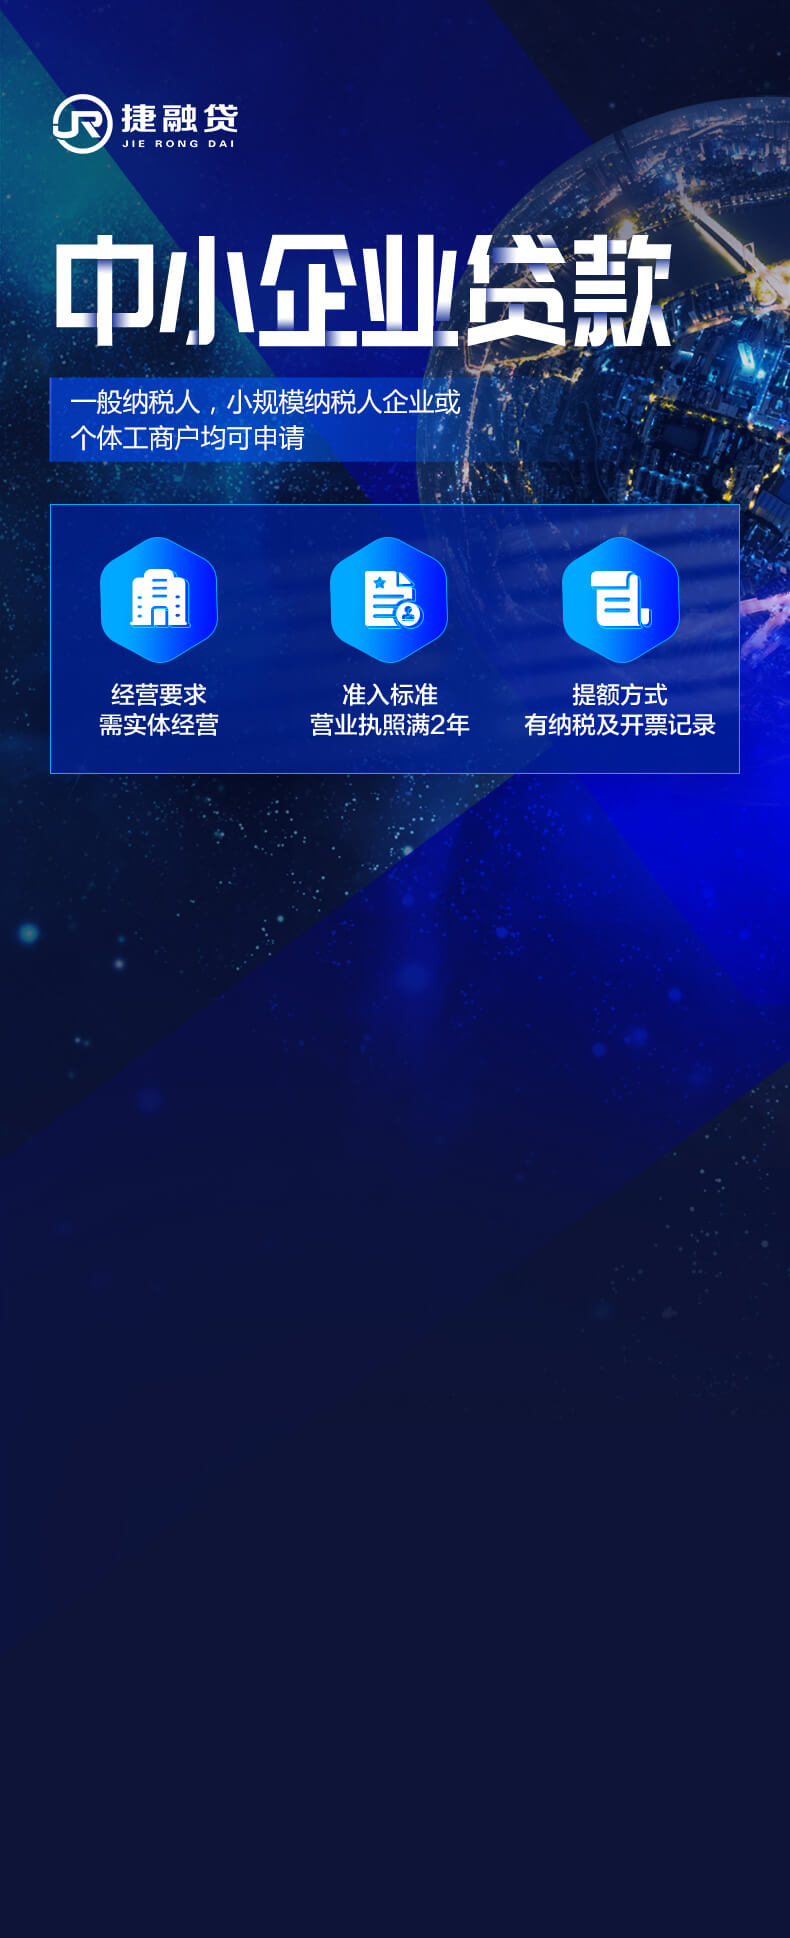 捷融贷
JIE RONG DAI
中小企业贷款
一般纳税人，小规模纳税人企业或
个体工商户均可申请
经营要求
需实体经营
准入标准
营业执照满2年
提额方式
有纳税及开票记录